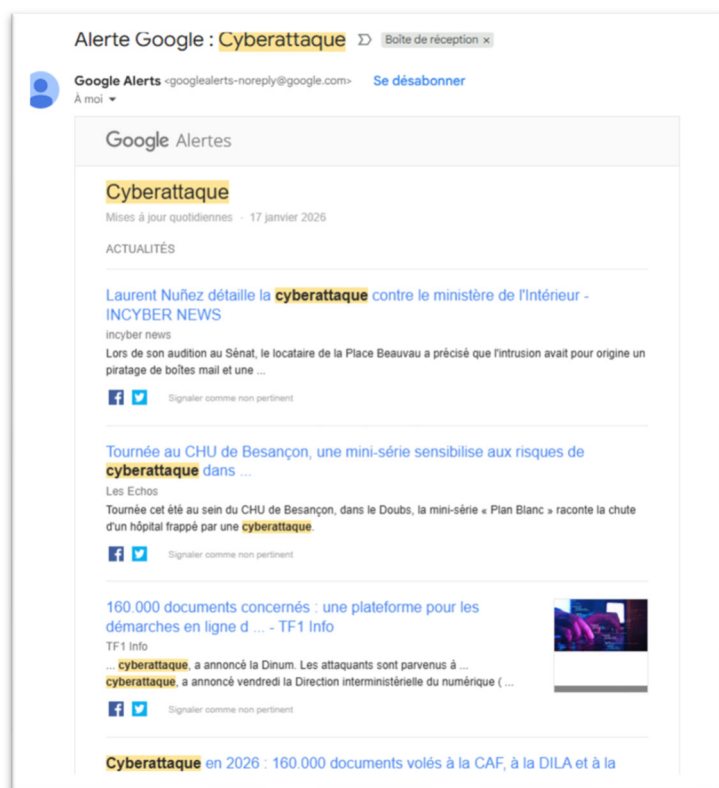 Alerte Google : Cyberattaque Boîte de réception ×
Google Alerts <googlealerts-noreply@google.com> Se désabonner
À moi
Google Alertes
Cyberattaque
Mises à jour quotidiennes · 17 janvier 2026
ACTUALITÉS
Laurent Nuñez détaille la cyberattaque contre le ministère de l'Intérieur -
INCYBER NEWS
incyber news
Lors de son audition au Sénat, le locataire de la Place Beauvau a précisé que l'intrusion avait pour origine un
piratage de boîtes mail et une ...
Signaler comme non pertinent
Tournée au CHU de Besançon, une mini-série sensibilise aux risques de
cyberattaque dans ...
Les Echos
Tournée cet été au sein du CHU de Besançon, dans le Doubs, la mini-série « Plan Blanc » raconte la chute
d'un hôpital frappé par une cyberattaque.
Signaler comme non pertinent
160.000 documents concernés : une plateforme pour les
démarches en ligne d ... - TF1 Info
TF1 Info
... cyberattaque, a annoncé la Dinum. Les attaquants sont parvenus à ...
cyberattaque, a annoncé vendredi la Direction interministérielle du numérique ( ...
Signaler comme non pertinent
Cyberattaque en 2026 : 160.000 documents volés à la CAF, à la DILA et à la